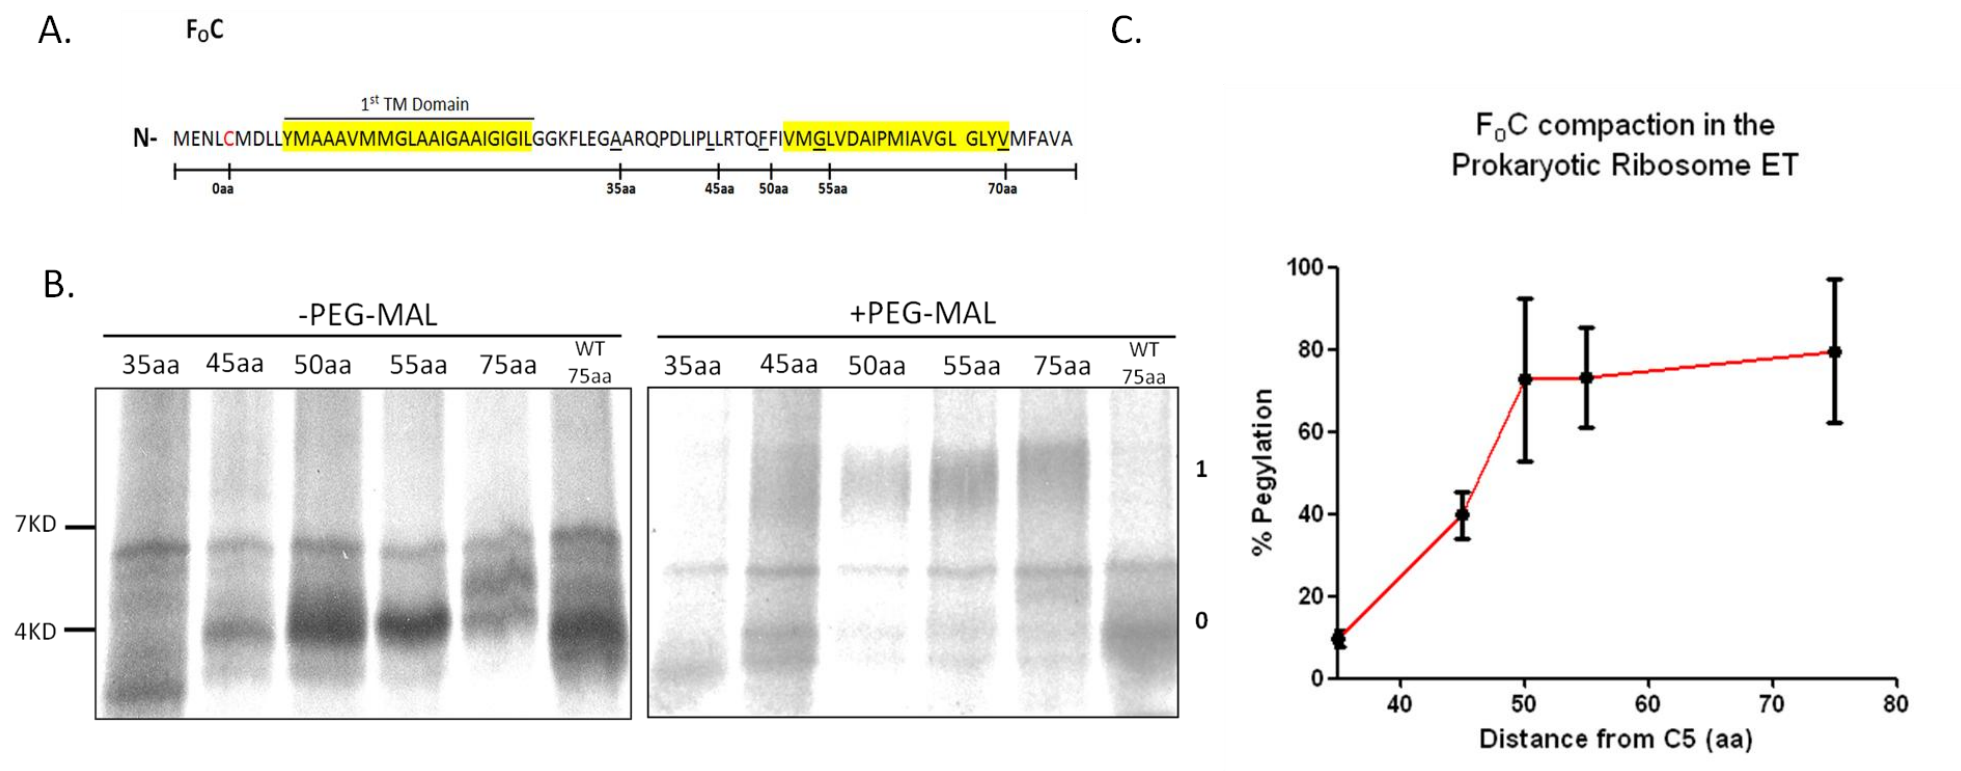 A.
F₀C
1st TM Domain
N- MENLCMDLLYMAAAVMMGLAAIGAAIGIGILGGKFLEGAARQPDLIPLLRTQFFIVMGLVDAIPMIAVGL GLYVMFAVA
0aa 35aa 45aa 50aa 55aa 70aa
B.
-PEG-MAL
35aa 45aa 50aa 55aa 75aa WT
75aa
+PEG-MAL
35aa 45aa 50aa 55aa 75aa WT
75aa
7KD
4KD
1
0
C.
F₀C compaction in the
Prokaryotic Ribosome ET
% Pegylation
100
80
60
40
20
0
40 50 60 70 80
Distance from C5 (aa)